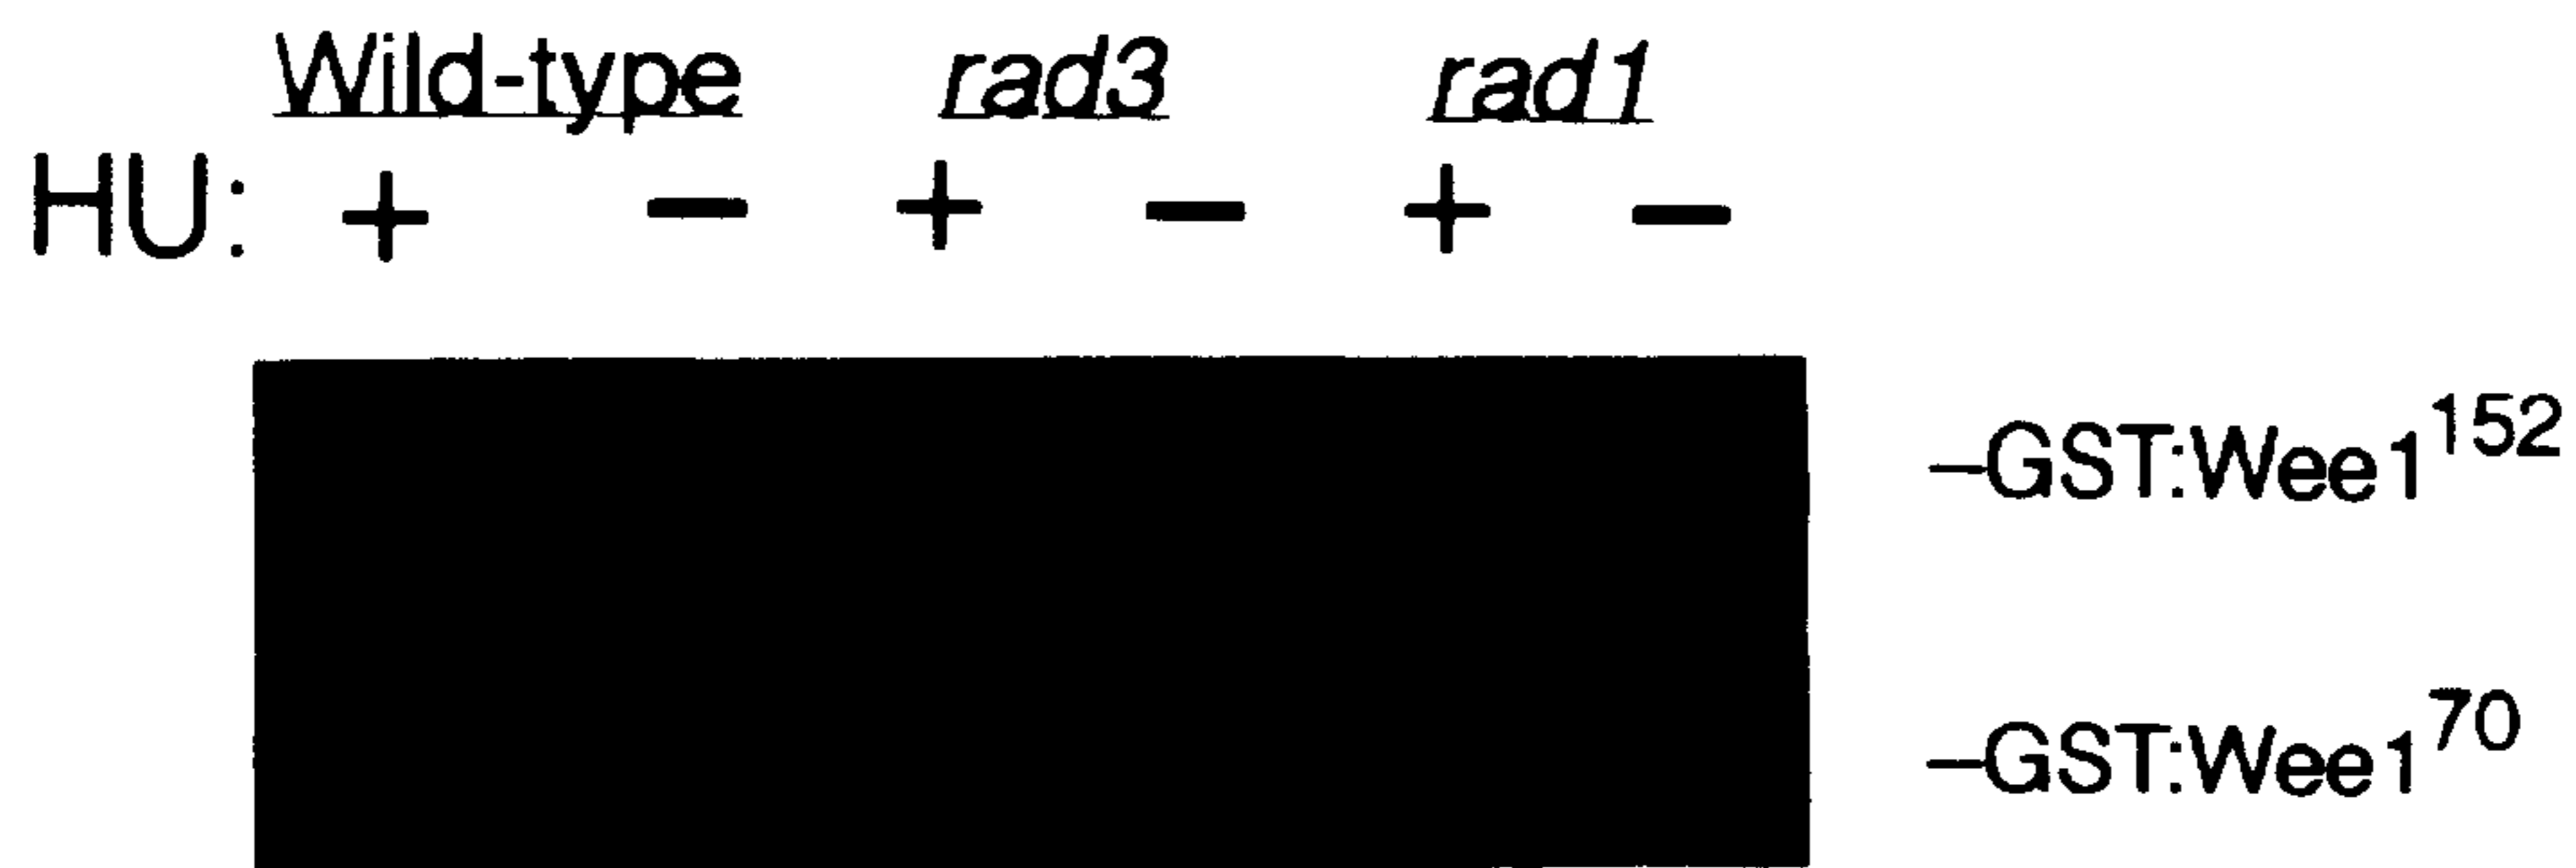 Wild-type rad3 rad1
HU: + − + − + −
–GST:Wee1¹⁵²
–GST:Wee1⁷⁰